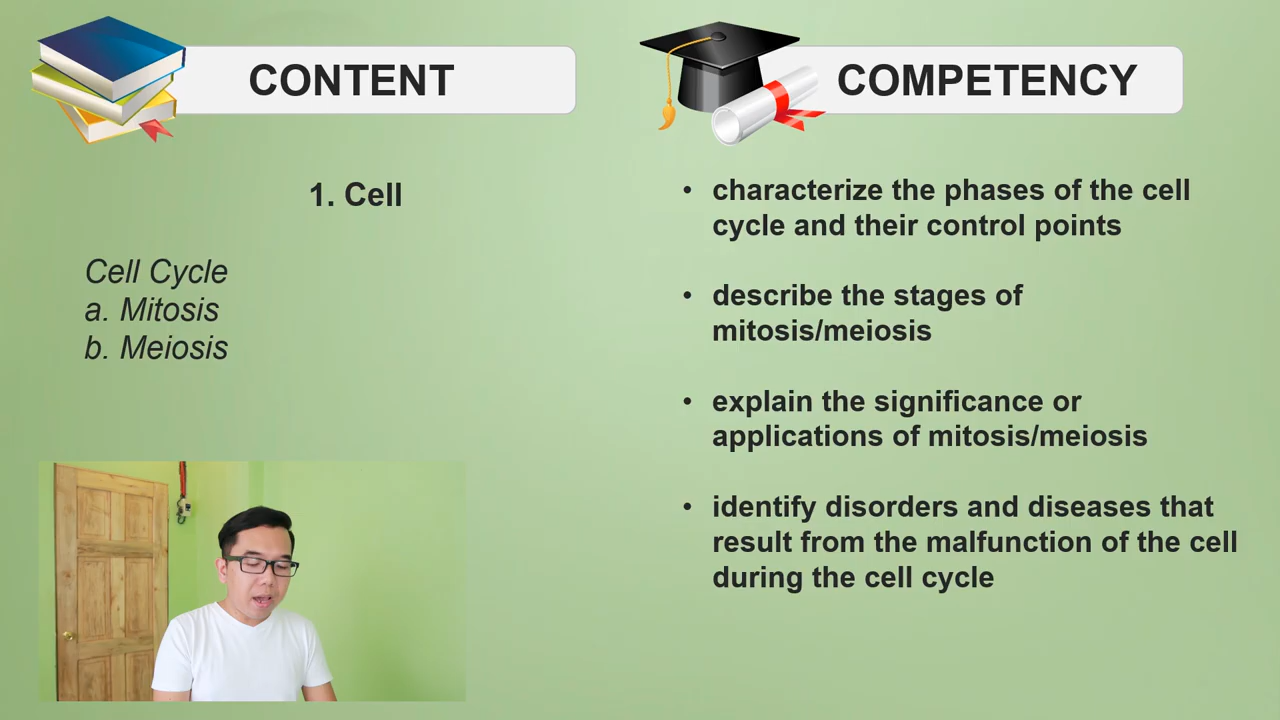 CONTENT
1. Cell
Cell Cycle
a. Mitosis
b. Meiosis
COMPETENCY
• characterize the phases of the cell
cycle and their control points
• describe the stages of
mitosis/meiosis
• explain the significance or
applications of mitosis/meiosis
• identify disorders and diseases that
result from the malfunction of the cell
during the cell cycle